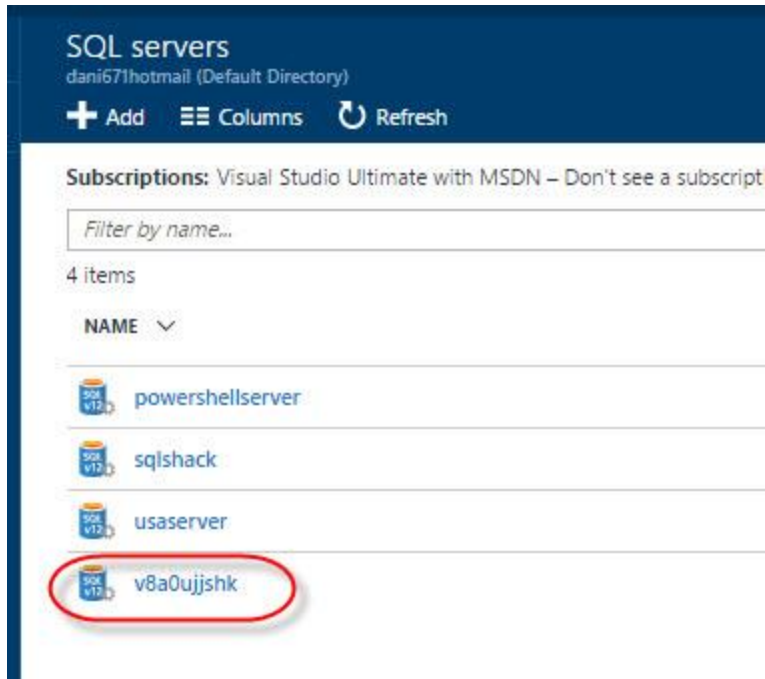 SQL servers
dani671hotmail (Default Directory)
Add Columns Refresh
Subscriptions: Visual Studio Ultimate with MSDN – Don't see a subscript
Filter by name...
4 items
NAME
SQL
v12
powershellserver
SQL
v12
sqlshack
SQL
v12
usaserver
SQL
v12
v8a0ujjshk